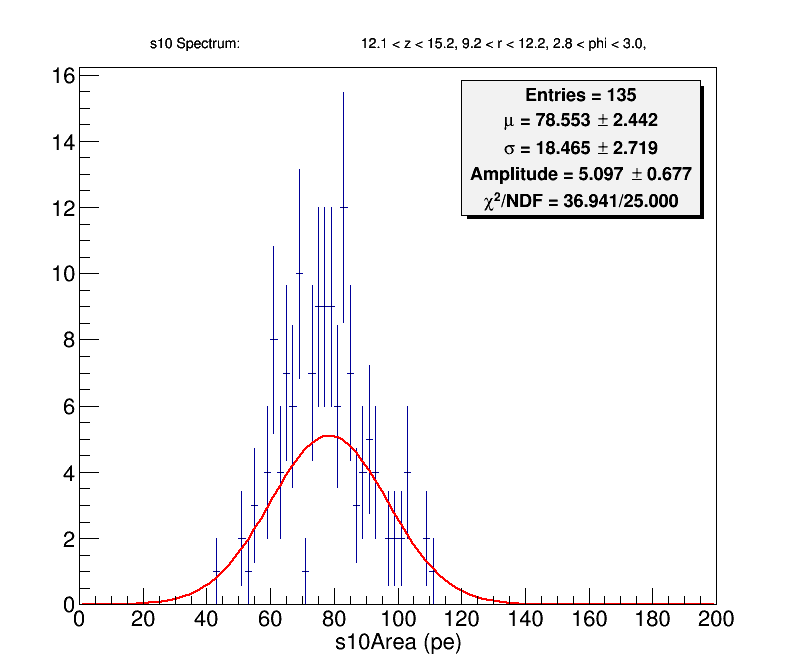 s10 Spectrum: 12.1 < z < 15.2, 9.2 < r < 12.2, 2.8 < phi < 3.0,
Entries = 135
μ = 78.553 ± 2.442
σ = 18.465 ± 2.719
Amplitude = 5.097 ± 0.677
χ²/NDF = 36.941/25.000
16
14
12
10
8
6
4
2
0
0 20 40 60 80 100 120 140 160 180 200
s10Area (pe)